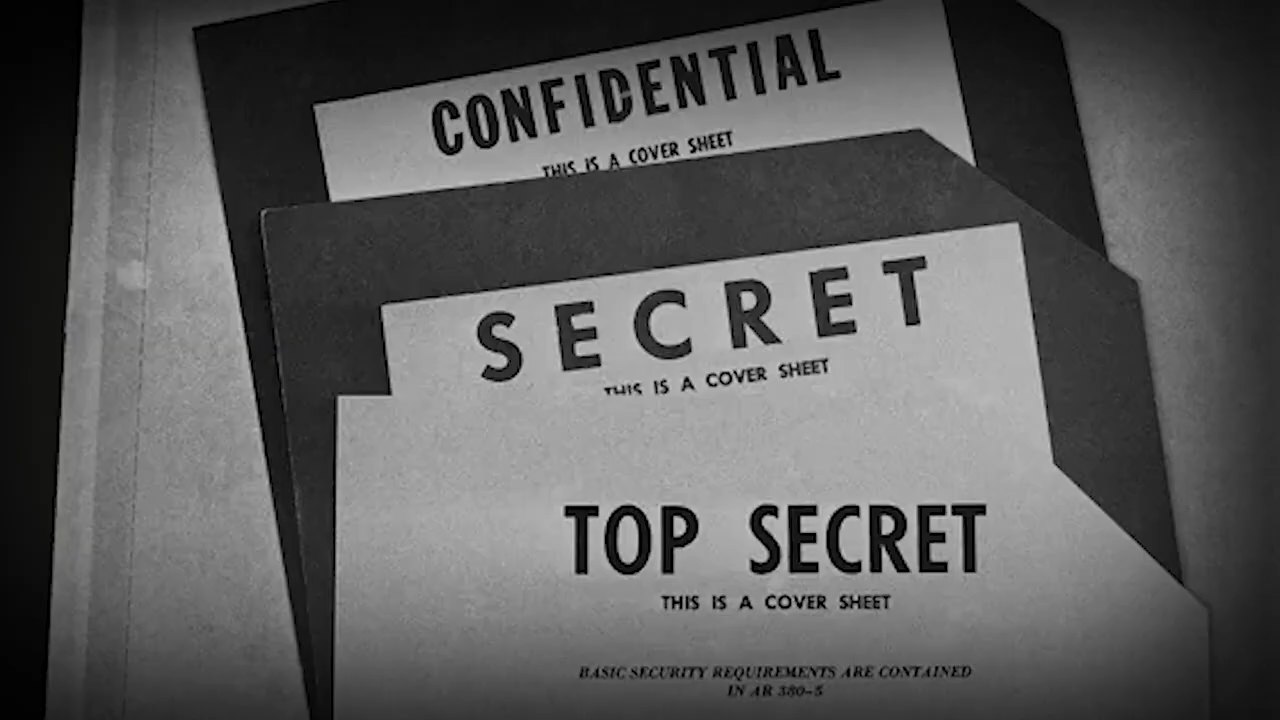 CONFIDENTIAL
THIS IS A COVER SHEET
SECRET
THIS IS A COVER SHEET
TOP SECRET
THIS IS A COVER SHEET
BASIC SECURITY REQUIREMENTS ARE CONTAINED
IN AR 380-5